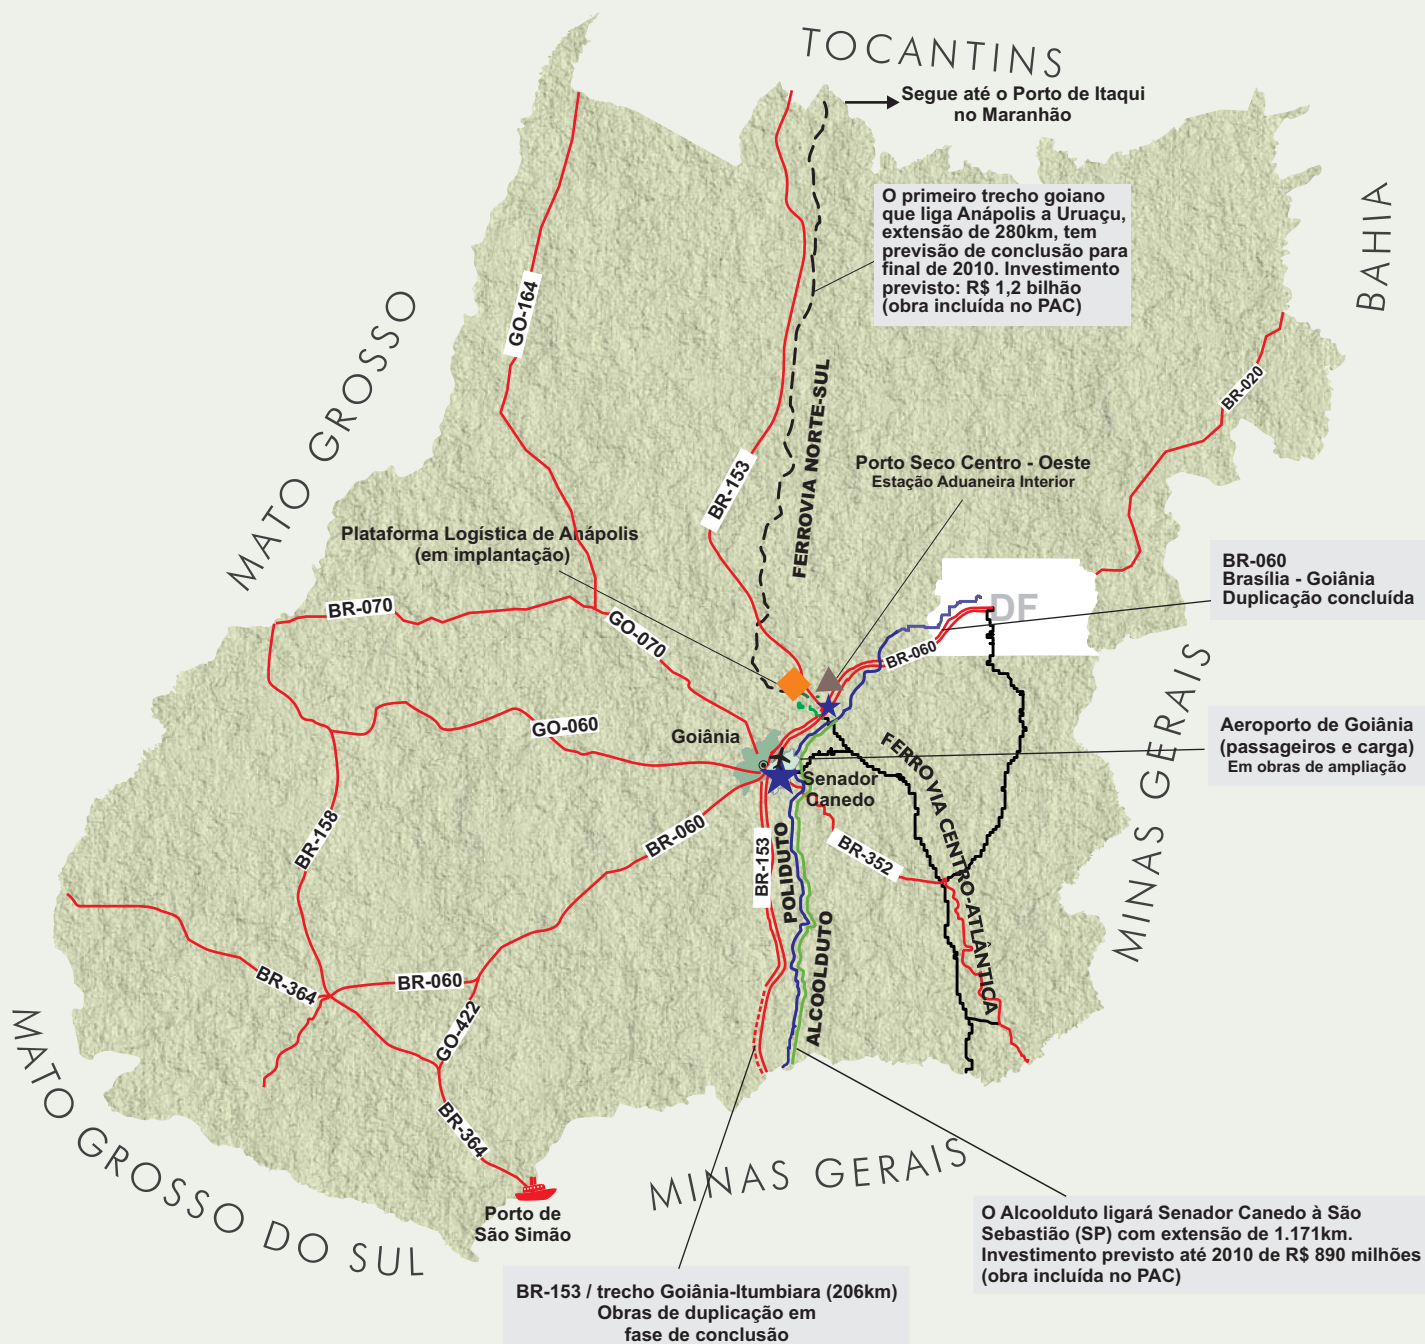 TOCANTINS
Segue até o Porto de Itaqui
no Maranhão
O primeiro trecho goiano
que liga Anápolis a Uruaçu,
extensão de 280km, tem
previsão de conclusão para
final de 2010. Investimento
previsto: R$ 1,2 bilhão
(obra incluída no PAC)
BAHIA
GO-164
MATO GROSSO
BR-020
FERROVIA NORTE-SUL
BR-153
Porto Seco Centro - Oeste
Estação Aduaneira Interior
Plataforma Logística de Anápolis
(em implantação)
BR-060
Brasília - Goiânia
Duplicação concluída
DF
BR-070
GO-070
BR-060
MINAS GERAIS
GO-060
Goiânia
Aeroporto de Goiânia
(passageiros e carga)
Em obras de ampliação
FERROVIA CENTRO-ATLÂNTICA
Senador
Canedo
BR-158
BR-060
BR-153
POLIDUTO
BR-352
ALCOOLDUTO
BR-364
BR-060
GO-422
MATO GROSSO DO SUL
BR-364
MINAS GERAIS
Porto de
São Simão
O Alcoolduto ligará Senador Canedo à São
Sebastião (SP) com extensão de 1.171km.
Investimento previsto até 2010 de R$ 890 milhões
(obra incluída no PAC)
BR-153 / trecho Goiânia-Itumbiara (206km)
Obras de duplicação em
fase de conclusão